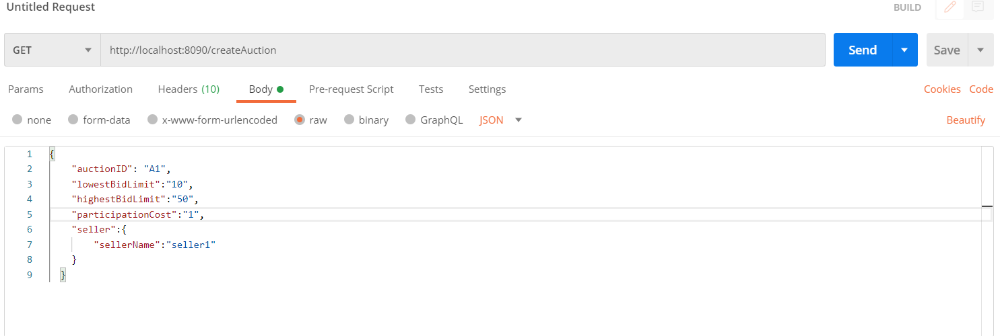 Untitled Request
BUILD
GET http://localhost:8090/createAuction Send Save
Params Authorization Headers (10) Body Pre-request Script Tests Settings Cookies Code
none form-data x-www-form-urlencoded raw binary GraphQL JSON Beautify
1 {
2 "auctionID": "A1",
3 "lowestBidLimit":"10",
4 "highestBidLimit":"50",
5 "participationCost":"1",
6 "seller":{
7 "sellerName":"seller1"
8 }
9 }